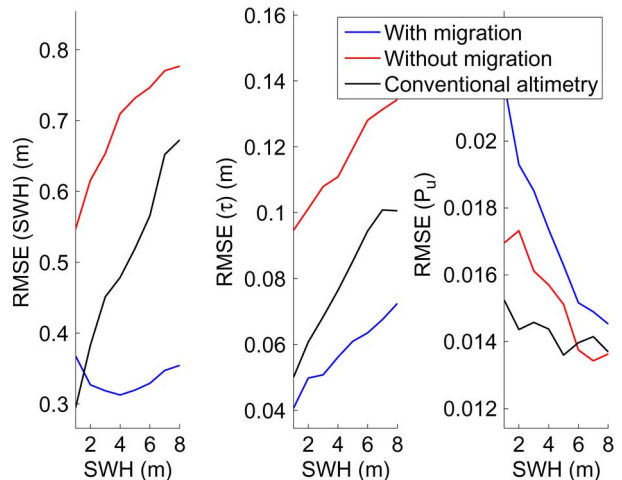 With migration
Without migration
Conventional altimetry
RMSE (SWH) (m)
0.8
0.7
0.6
0.5
0.4
0.3
2 4 6 8
SWH (m)
RMSE (τ) (m)
0.16
0.14
0.12
0.1
0.08
0.06
0.04
2 4 6 8
SWH (m)
RMSE (Pu)
0.02
0.018
0.016
0.014
0.012
2 4 6 8
SWH (m)